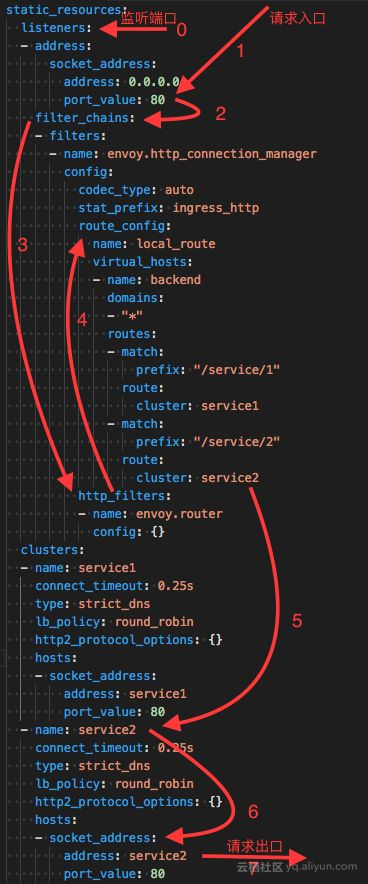 static_resources:
listeners:
监听端口
0
请求入口
- address:
1
socket_address:
address: 0.0.0.0
port_value: 80
2
filter_chains:
- filters:
- name: envoy.http_connection_manager
config:
codec_type: auto
stat_prefix: ingress_http
route_config:
3
name: local_route
virtual_hosts:
- name: backend
domains:
4
- "*"
routes:
- match:
prefix: "/service/1"
route:
cluster: service1
- match:
prefix: "/service/2"
route:
cluster: service2
http_filters:
- name: envoy.router
config: {}
clusters:
- name: service1
connect_timeout: 0.25s
type: strict_dns
5
lb_policy: round_robin
http2_protocol_options: {}
hosts:
- socket_address:
address: service1
port_value: 80
- name: service2
connect_timeout: 0.25s
type: strict_dns
lb_policy: round_robin
6
http2_protocol_options: {}
hosts:
- socket_address:
请求出口
address: service2
7
云栖社区 yq.aliyun.com
port_value: 80